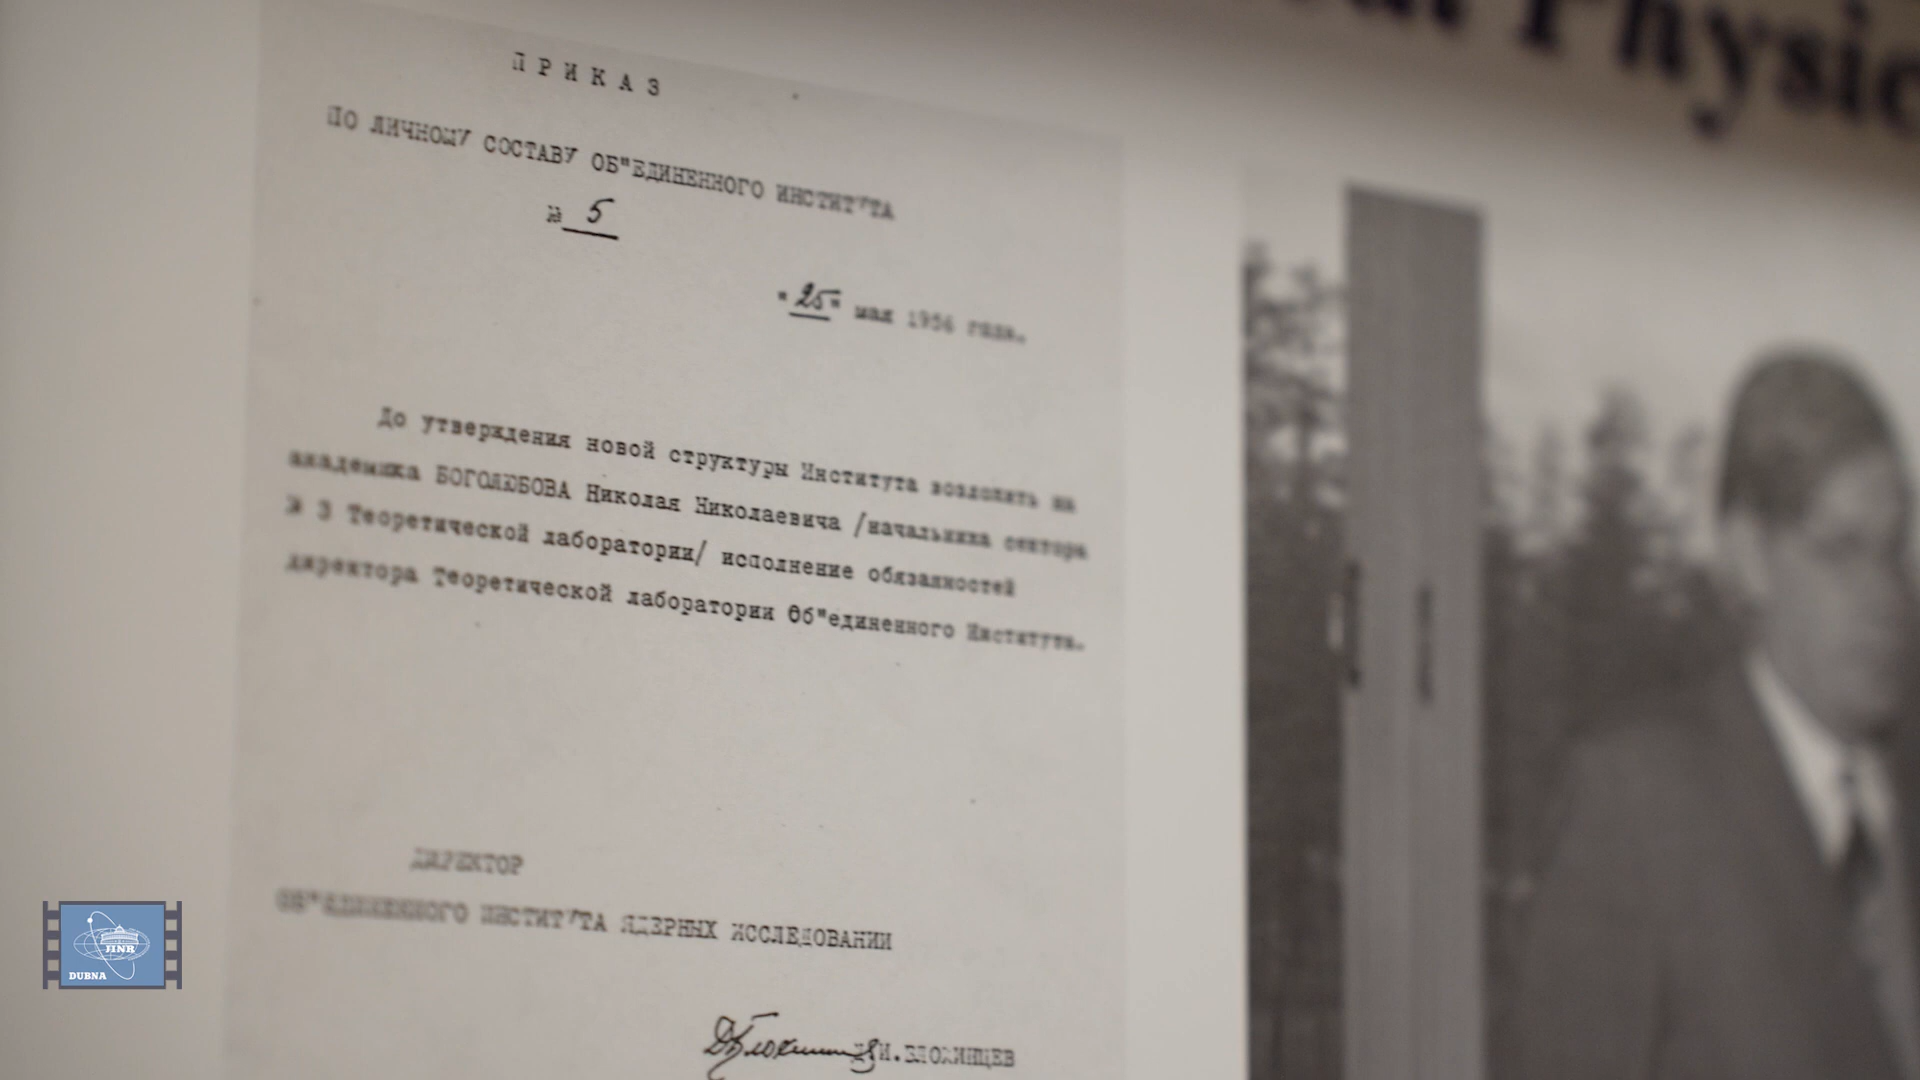 ПРИКАЗ
ПО ЛИЧНОМУ СОСТАВУ ОБ"ЕДИНЕННОГО ИНСТИТУТА
№ 5
"25" мая 1956 года.
До утверждения новой структуры Института возложить на
академика БОГОЛЮБОВА Николая Николаевича /начальника сектора
№ 3 Теоретической лаборатории/ исполнение обязанностей
директора Теоретической лаборатории Об"единенного Института.
ДИРЕКТОР
ОБ"ЕДИНЕННОГО ИНСТИТУТА ЯДЕРНЫХ ИССЛЕДОВАНИИ
Д.И.БЛОХИНЦЕВ
Physic
JINR
DUBNA